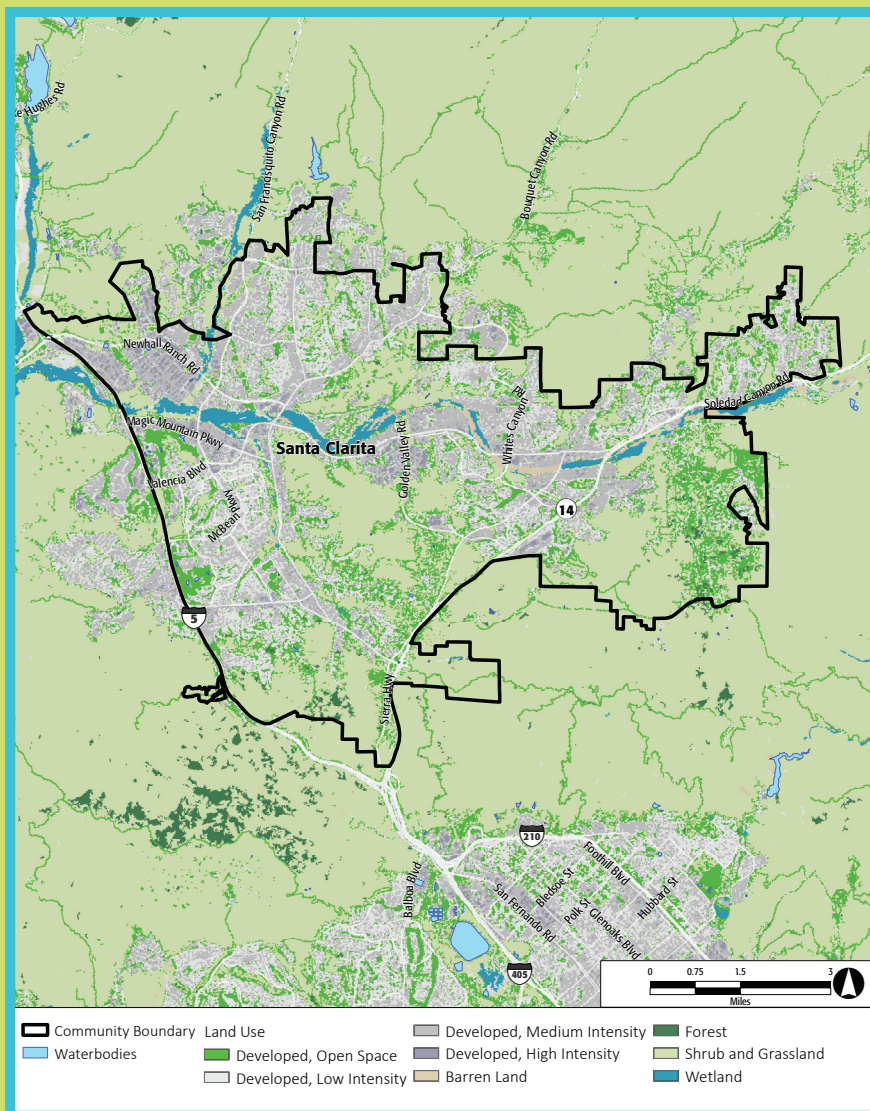 e Hughes Rd
San Francisquito Canyon Rd
Bouquet Canyon Rd
Newhall Ranch Rd
Soledad Canyon Rd
Whites Canyon Rd
Magic Mountain Pkwy
Santa Clarita
Golden Valley Rd
Valencia Blvd
McBean Pkwy
14
5
Sierra Hwy
210
Foothill Blvd
Balboa Blvd
Bledsoe St
Hubbard St
San Fernando Rd
Polk St
Glenoaks Blvd
405
0 0.75 1.5 3
Miles
Community Boundary
Waterbodies
Land Use
Developed, Open Space
Developed, Low Intensity
Developed, Medium Intensity
Developed, High Intensity
Barren Land
Forest
Shrub and Grassland
Wetland